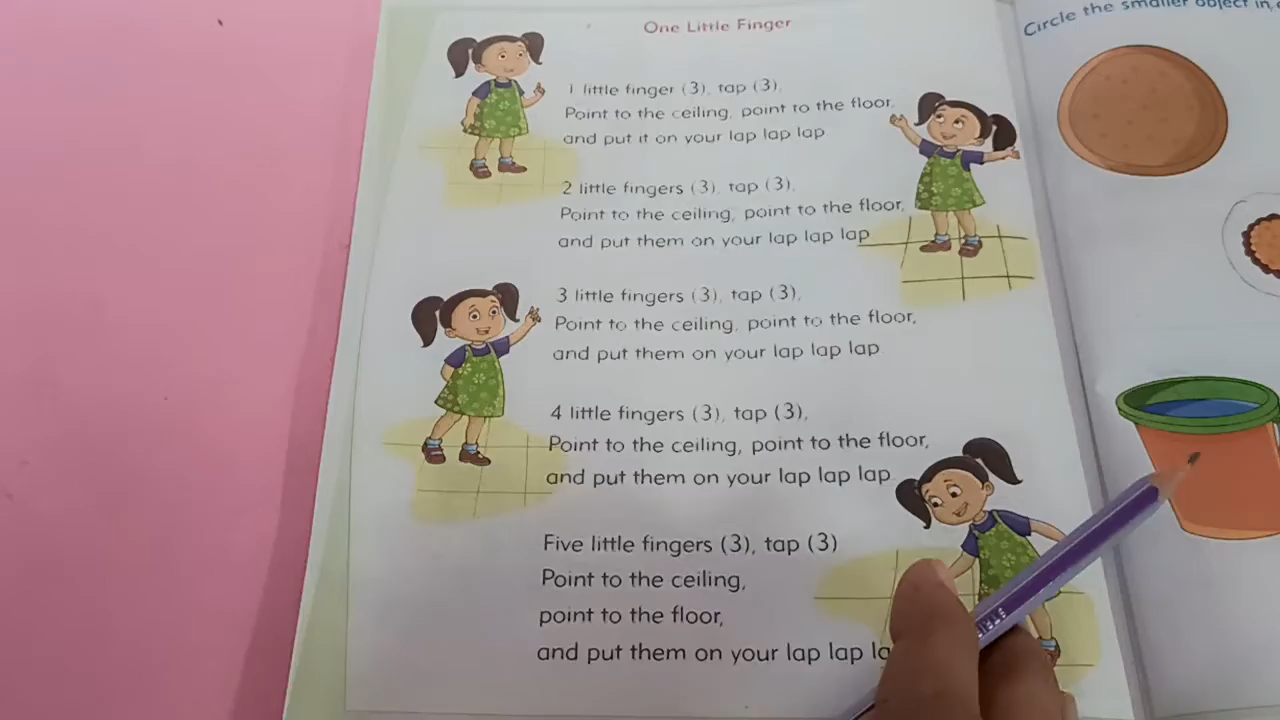 One Little Finger
1 little finger (3), tap (3),
Point to the ceiling, point to the floor,
and put it on your lap lap lap.
2 little fingers (3), tap (3),
Point to the ceiling, point to the floor,
and put them on your lap lap lap
3 little fingers (3), tap (3),
Point to the ceiling, point to the floor,
and put them on your lap lap lap.
4 little fingers (3), tap (3),
Point to the ceiling, point to the floor,
and put them on your lap lap lap.
Five little fingers (3), tap (3)
Point to the ceiling,
point to the floor,
and put them on your lap lap
Circle the smaller object in